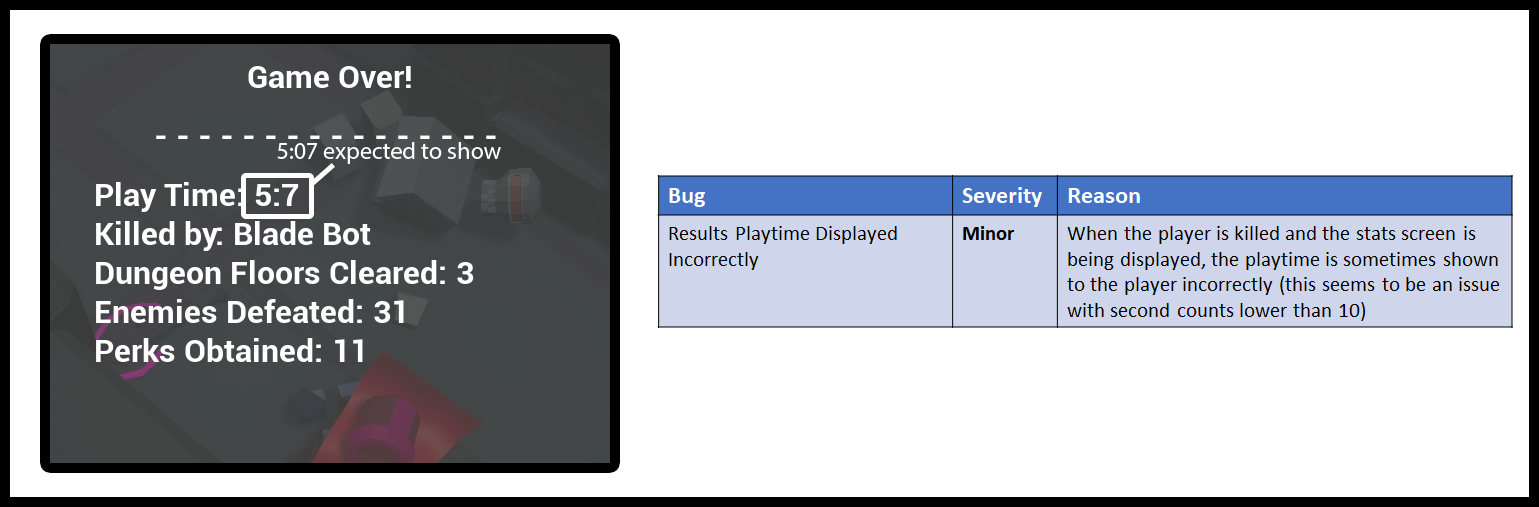 Game Over!
- - - - - - - - - - - - - - - -
5:07 expected to show
Play Time: 5:7
Killed by: Blade Bot
Dungeon Floors Cleared: 3
Enemies Defeated: 31
Perks Obtained: 11
Bug
Severity
Reason
Results Playtime Displayed
Incorrectly
Minor
When the player is killed and the stats screen is
being displayed, the playtime is sometimes shown
to the player incorrectly (this seems to be an issue
with second counts lower than 10)